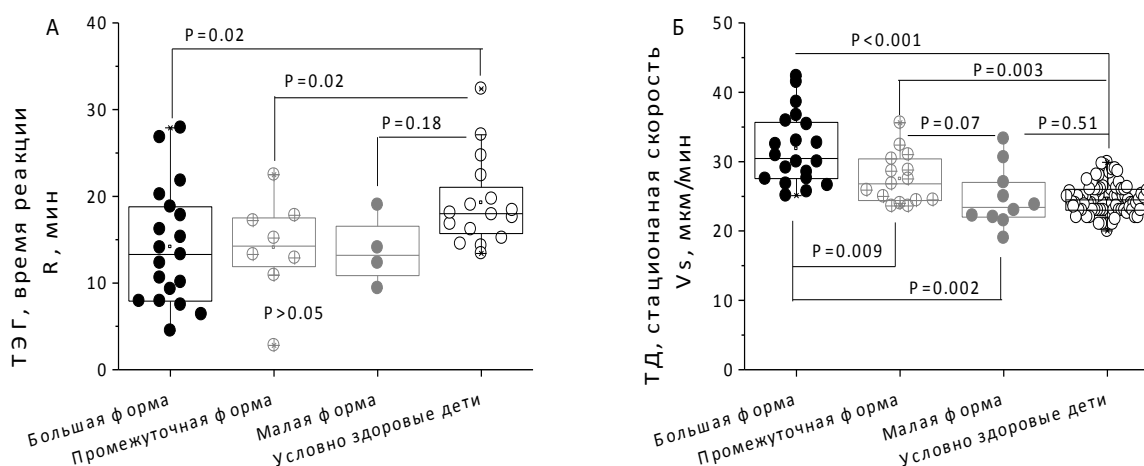 А
ТЭГ, время реакции
R, мин
40
30
20
10
0
P=0.02
P=0.02
P=0.18
P>0.05
Большая форма
Промежуточная форма
Малая форма
Условно здоровые дети
Б
ТД, стационаная скорость
Vs, мкм/мин
50
40
30
20
10
0
P<0.001
P=0.003
P=0.07
P=0.51
P=0.009
P=0.002
Большая форма
Промежуточная форма
Малая форма
Условно здоровые дети